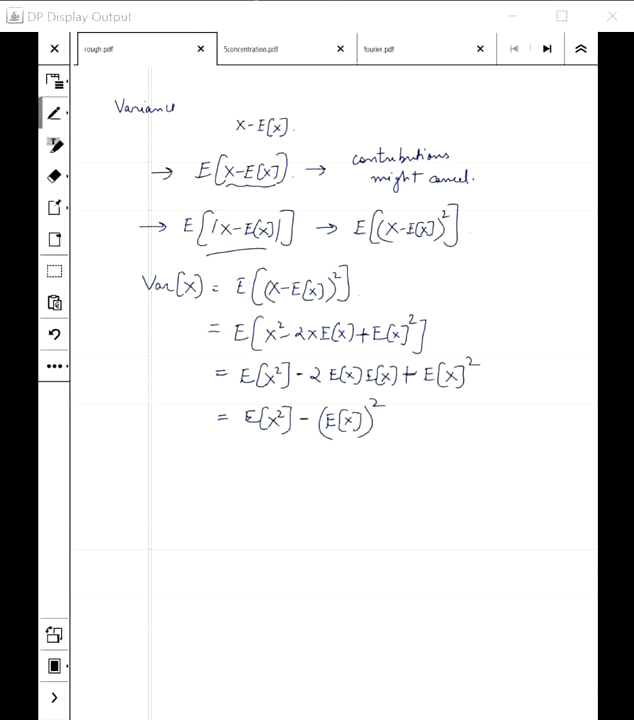 DP Display Output
rough.pdf
5concentration.pdf
fourier.pdf
Variance
X-E[X].
→ E[X-E[X]]. → contributions
might cancel.
→ E[|X-E[X]|] → E[(X-E[X])²].
Var[X] = E[(X-E[X])²].
= E[X²-2XE[X]+E[X]²]
= E[X²]-2E[X]E[X]+E[X]²
= E[X²]-(E[X])²